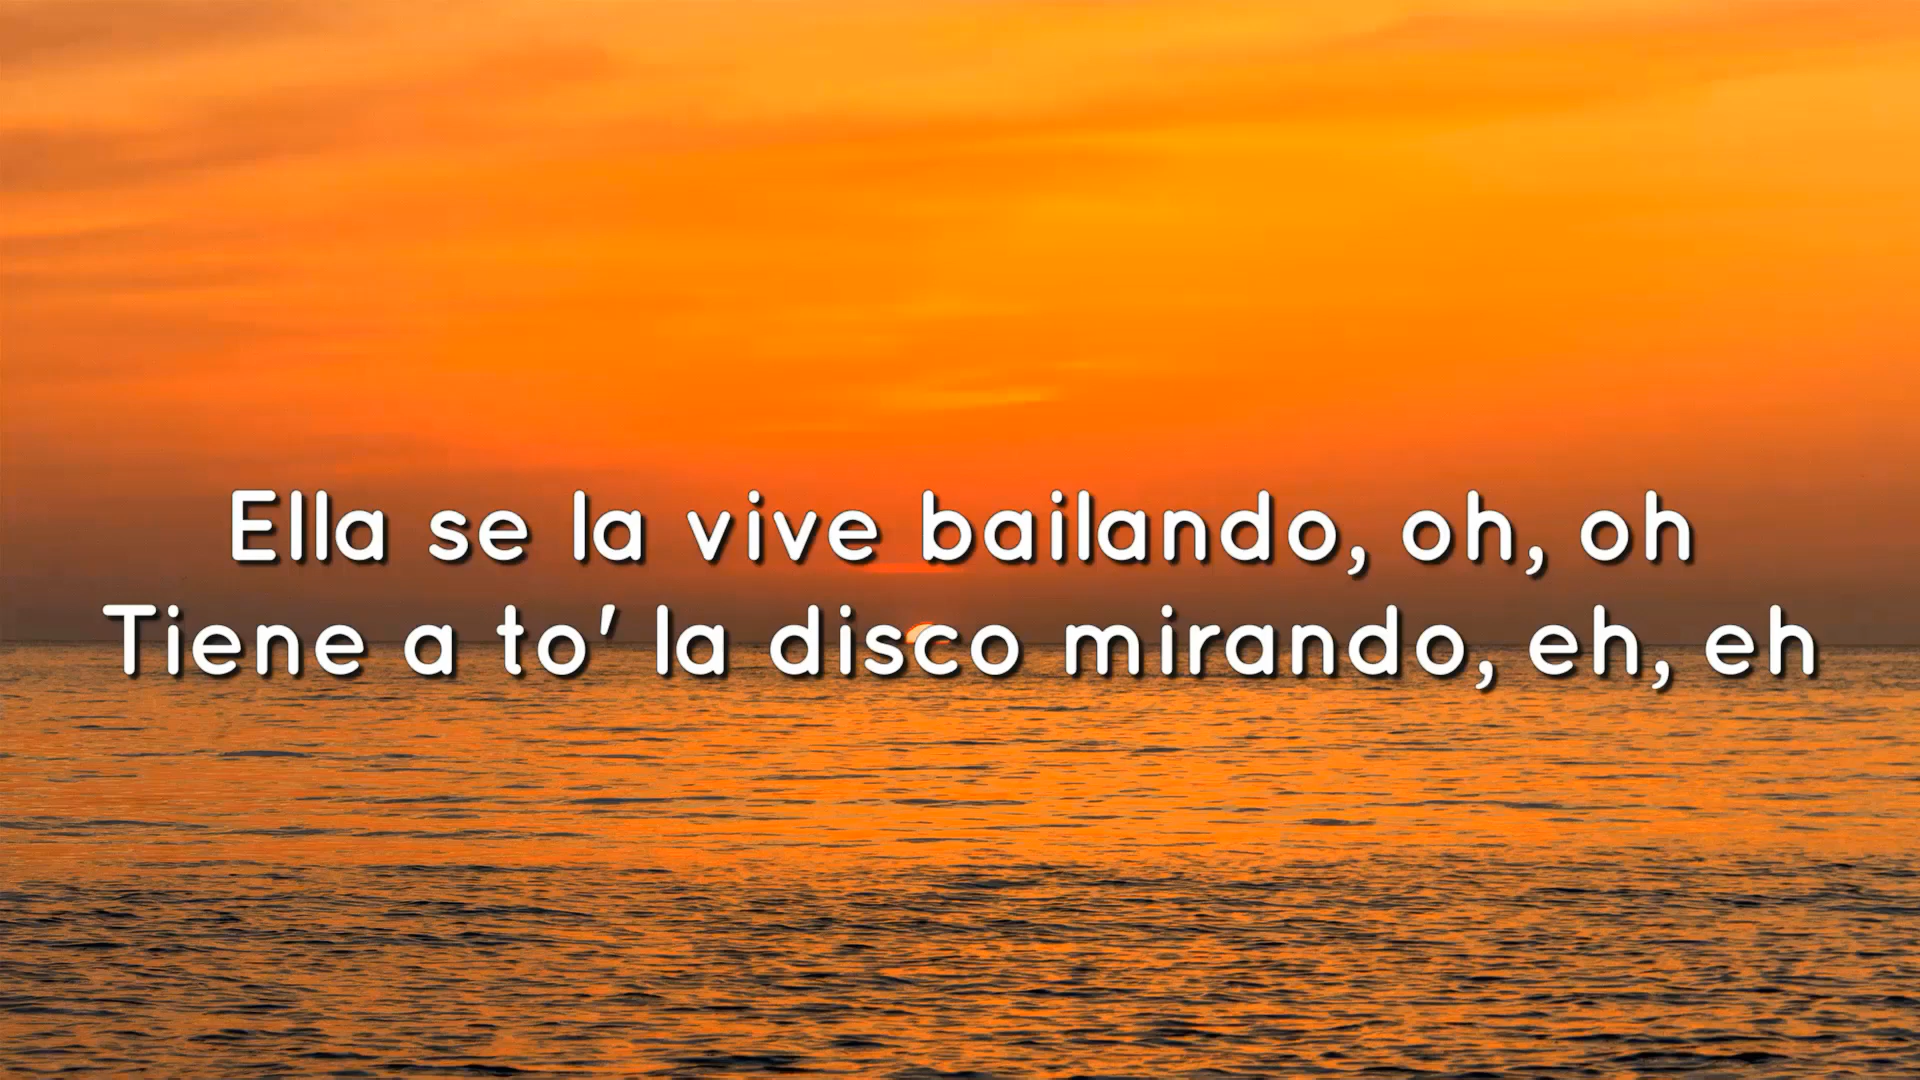 Ella se la vive bailando, oh, oh
Tiene a to' la disco mirando, eh, eh